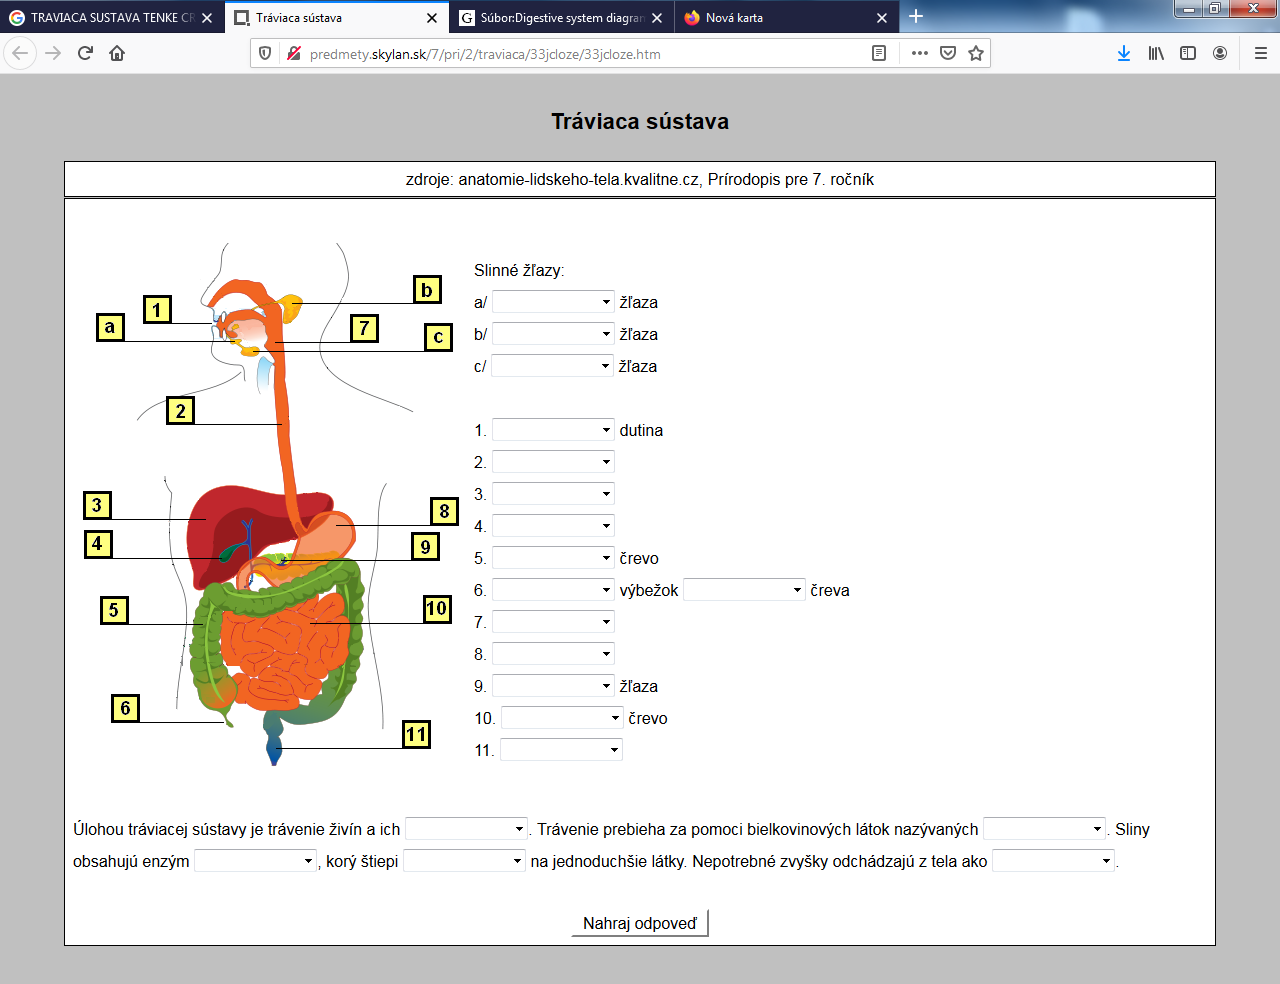 TRAVIACA SUSTAVA TENKE CR
Tráviaca sústava
Súbor:Digestive system diagram
Nová karta
predmety.skylan.sk/7/pri/2/traviaca/33jcloze/33jcloze.htm
Tráviaca sústava
zdroje: anatomie-lidskeho-tela.kvalitne.cz, Prírodopis pre 7. ročník
b
1
a
7
c
2
3
8
4
9
5
10
6
11
Slinné žľazy:
a/ žľaza
b/ žľaza
c/ žľaza
1. dutina
2.
3.
4.
5. črevo
6. výbežok čreva
7.
8.
9. žľaza
10. črevo
11.
Úlohou tráviacej sústavy je trávenie živín a ich . Trávenie prebieha za pomoci bielkovinových látok nazývaných . Sliny
obsahujú enzým , korý štiepi na jednoduchšie látky. Nepotrebné zvyšky odchádzajú z tela ako .
Nahraj odpoveď